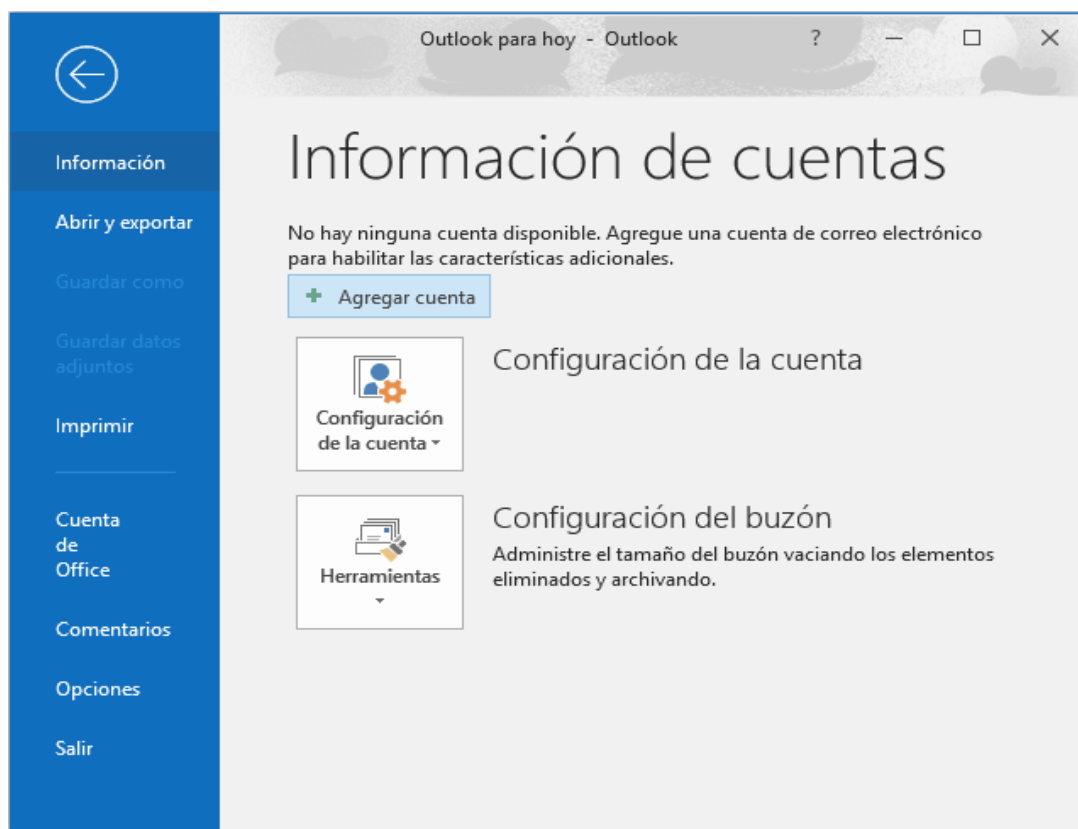 Outlook para hoy - Outlook
?
Información
Abrir y exportar
Guardar como
Guardar datos
adjuntos
Imprimir
Cuenta
de
Office
Comentarios
Opciones
Salir
Información de cuentas
No hay ninguna cuenta disponible. Agregue una cuenta de correo electrónico
para habilitar las características adicionales.
+ Agregar cuenta
Configuración
de la cuenta
Configuración de la cuenta
Herramientas
Configuración del buzón
Administre el tamaño del buzón vaciando los elementos
eliminados y archivando.